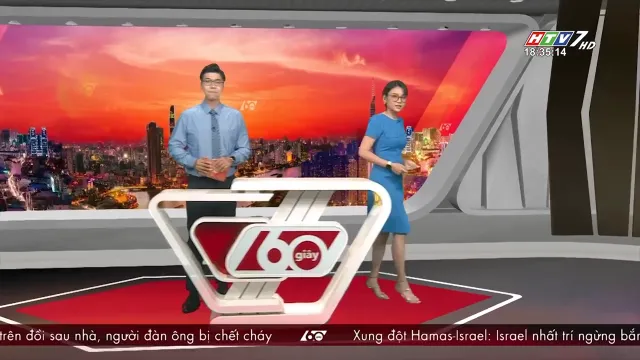 HTV7 HD
18:35:14
60 giây
trên đồi sau nhà, người đàn ông bị chết cháy 60 Xung đột Hamas-Israel: Israel nhất trí ngừng bắn